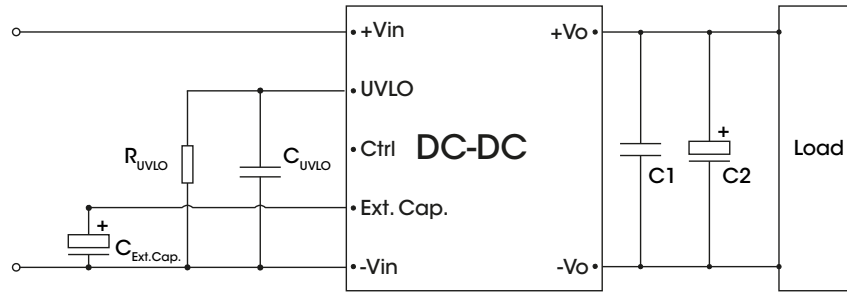 +Vin
+Vo
UVLO
R_UVLO
C_UVLO
Ctrl
DC-DC
C1
+
C2
Load
Ext. Cap.
+
C_Ext.Cap.
-Vin
-Vo